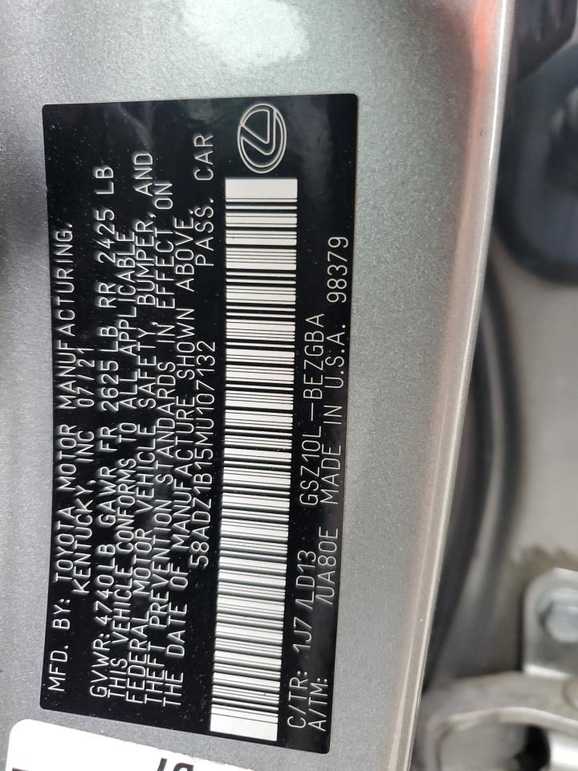 MFD. BY: TOYOTA MOTOR MANUFACTURING,
KENTUCKY, INC 07/21
GVWR: 4740LB GAWR FR 2625LB RR 2425 LB
THIS VEHICLE CONFORMS TO ALL APPLICABLE
FEDERAL MOTOR VEHICLE SAFETY, BUMPER, AND
THEFT PREVENTION STANDARDS IN EFFECT ON
THE DATE OF MANUFACTURE SHOWN ABOVE.
58ADZ1B15MU107132 PASS. CAR
C/TR: 1J7 /LD13 GSZ10L-BEZGBA
A/TM: /UA80E MADE IN U.S.A. 98379